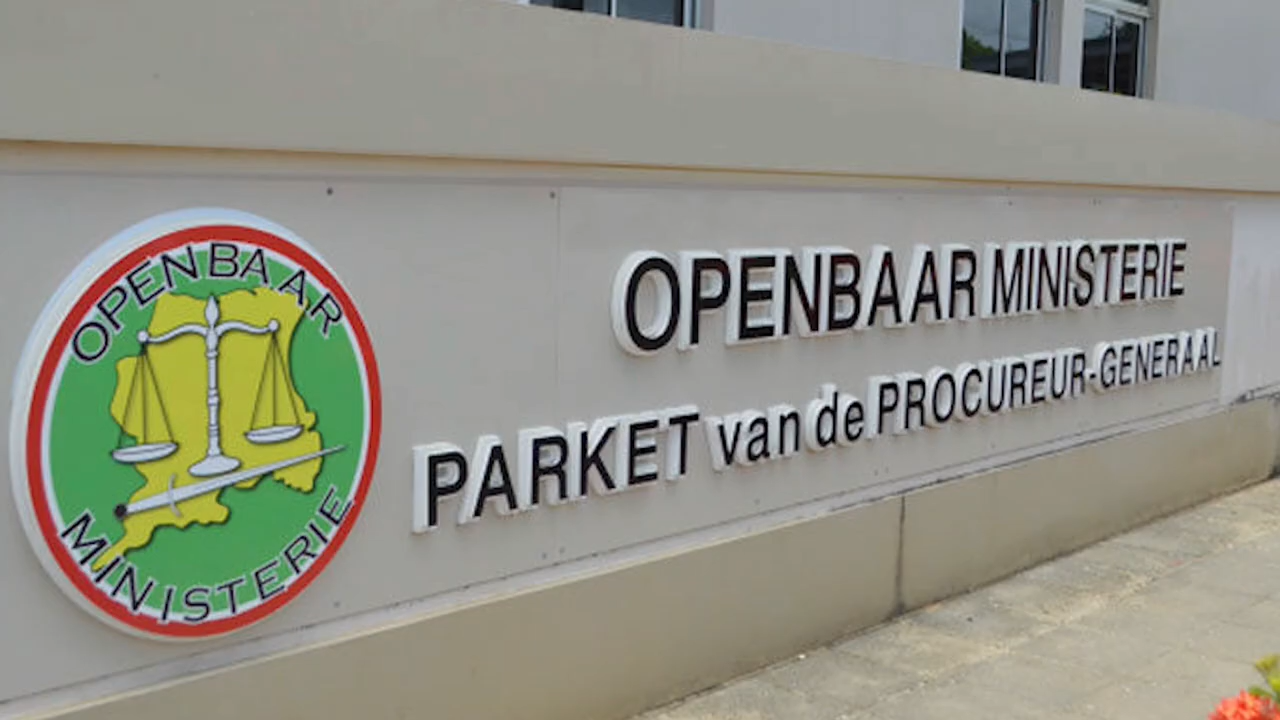 OPENBAAR
MINISTERIE
OPENBAAR MINISTERIE
PARKET van de PROCUREUR-GENERAAL